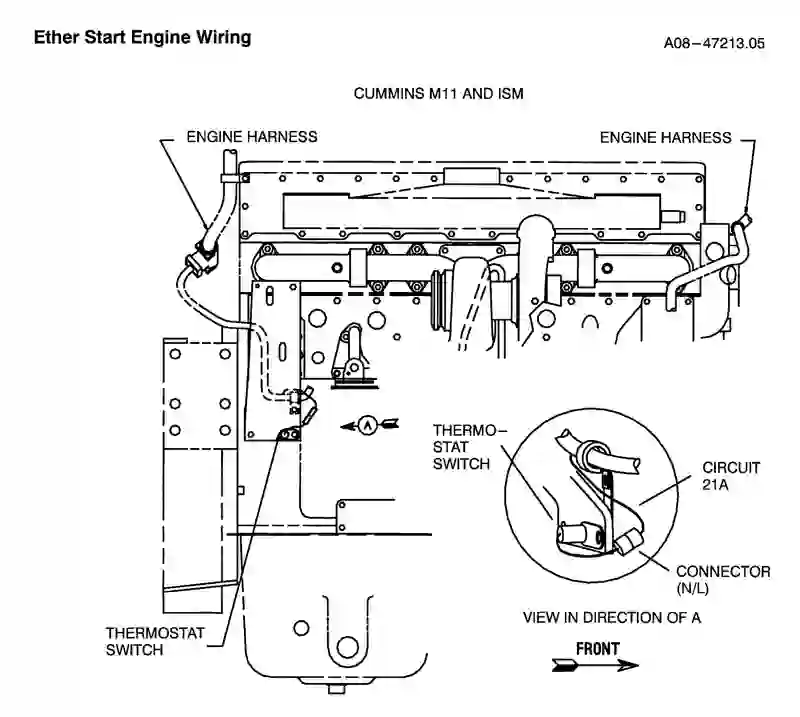 Ether Start Engine Wiring
A08–47213.05
CUMMINS M11 AND ISM
ENGINE HARNESS
ENGINE HARNESS
A
THERMO–
STAT
SWITCH
CIRCUIT
21A
CONNECTOR
(N/L)
VIEW IN DIRECTION OF A
THERMOSTAT
SWITCH
FRONT